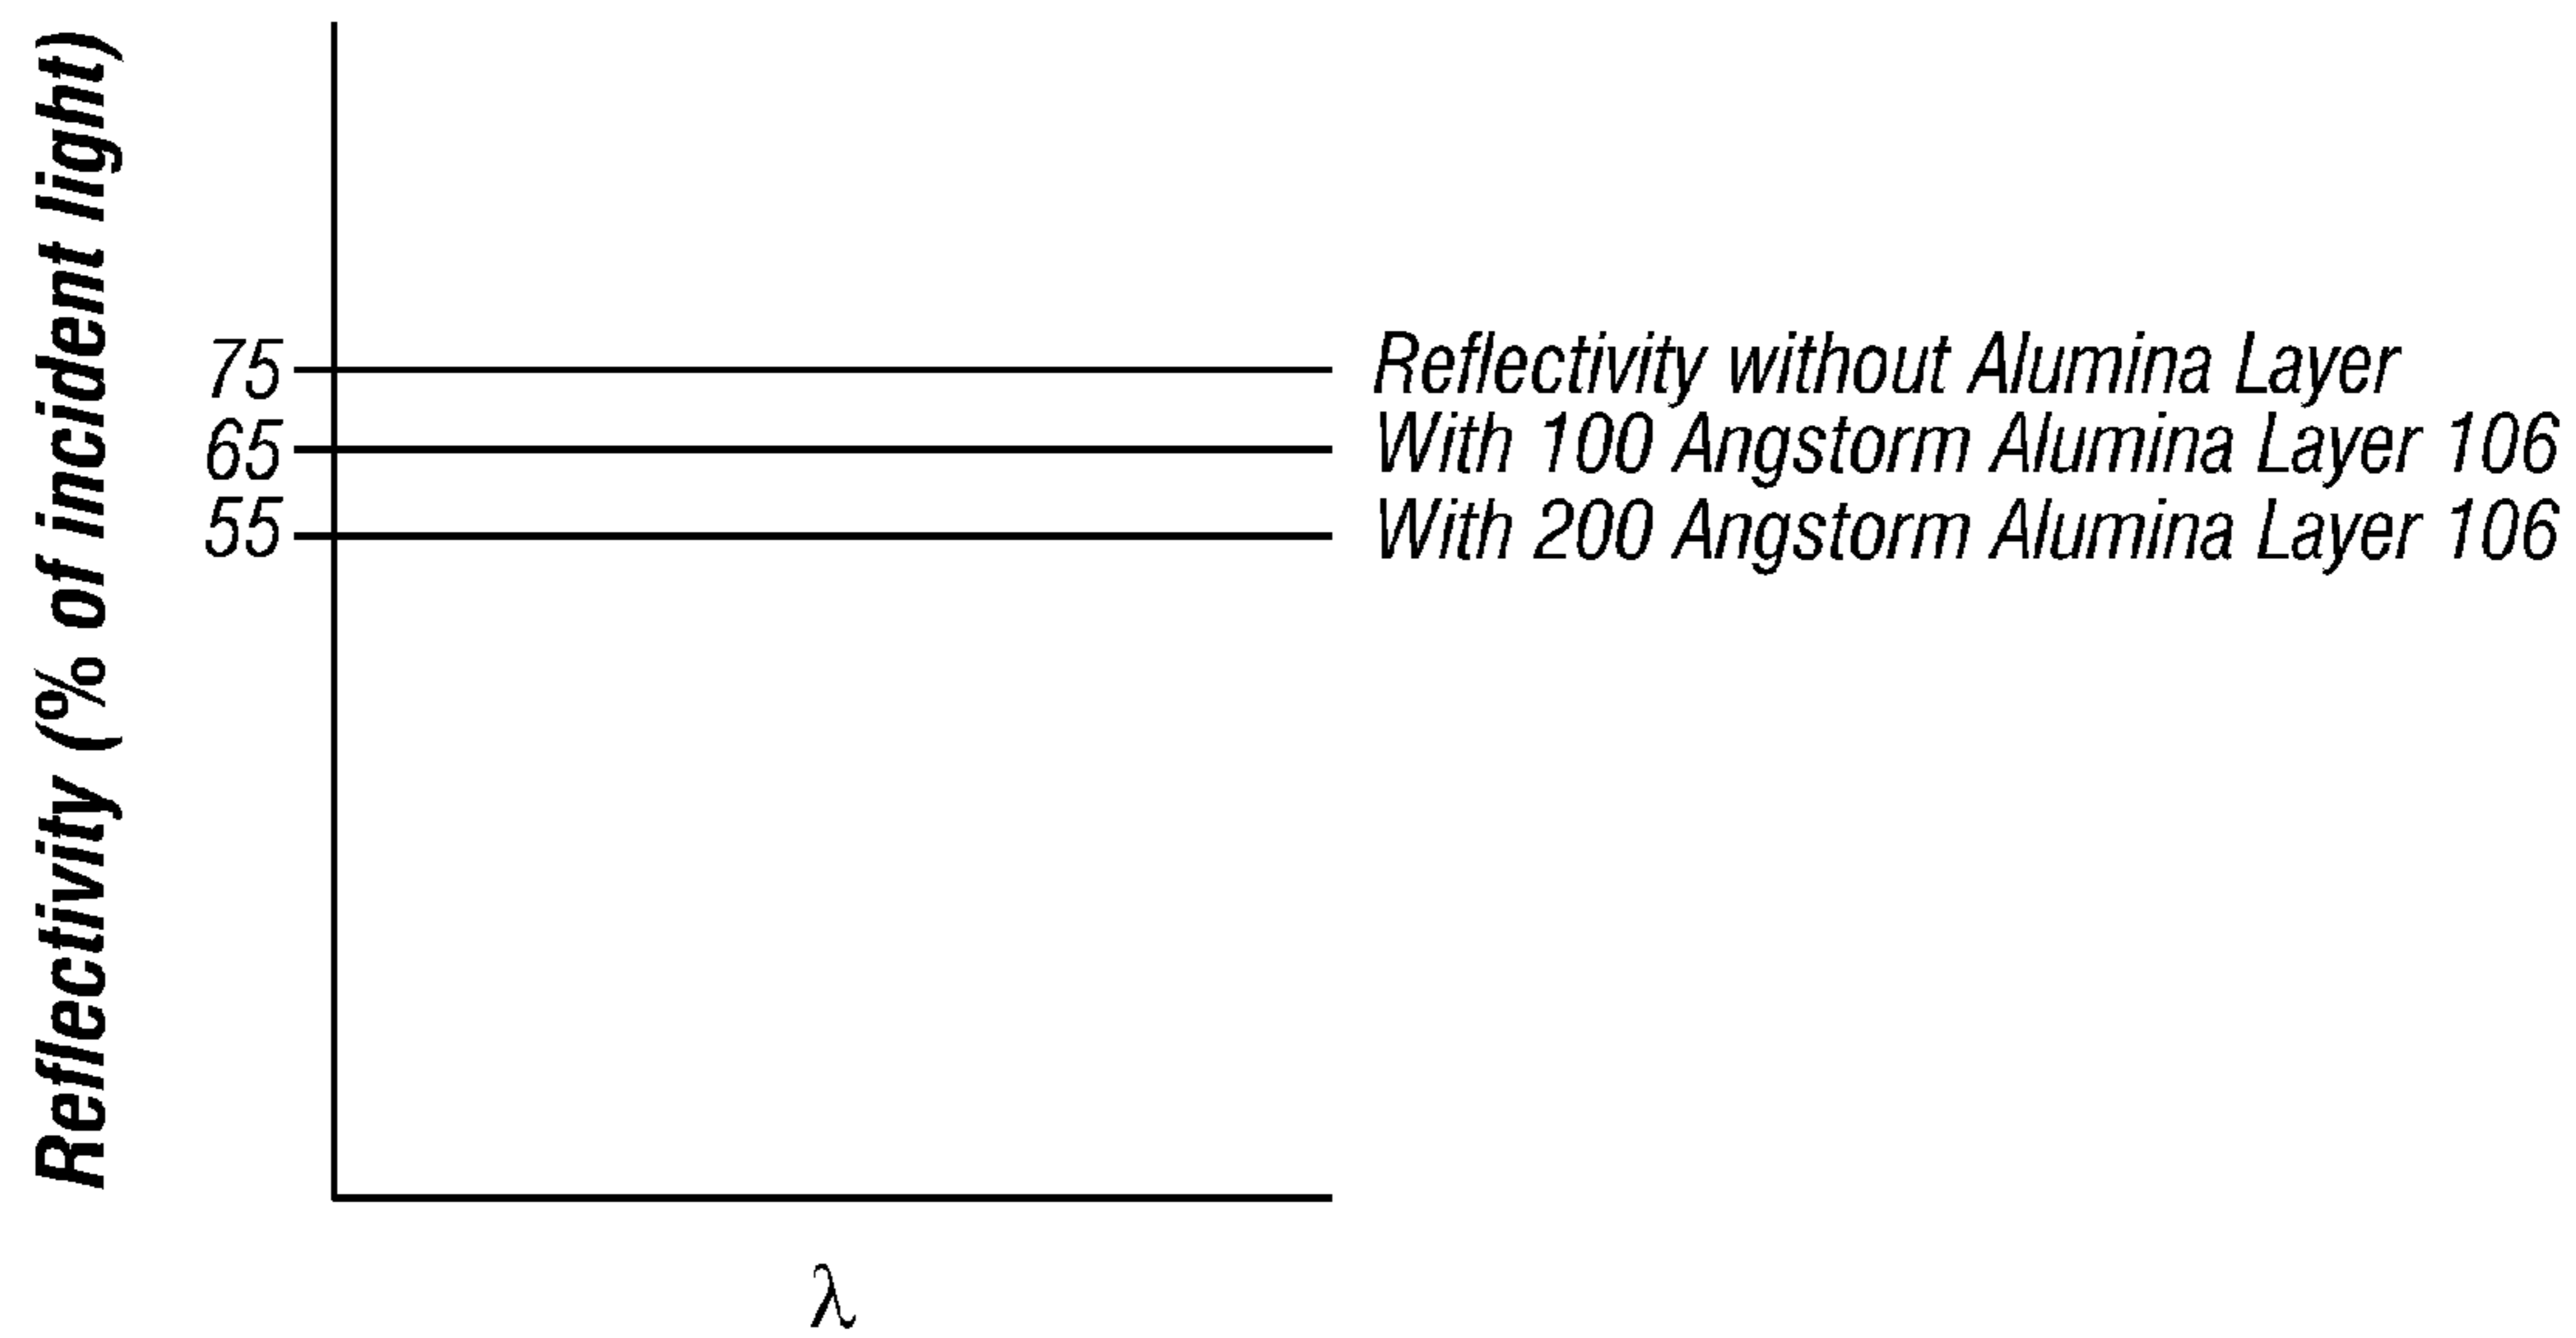 Reflectivity (% of incident light)
75
Reflectivity without Alumina Layer
65
With 100 Angstorm Alumina Layer 106
55
With 200 Angstorm Alumina Layer 106
λ